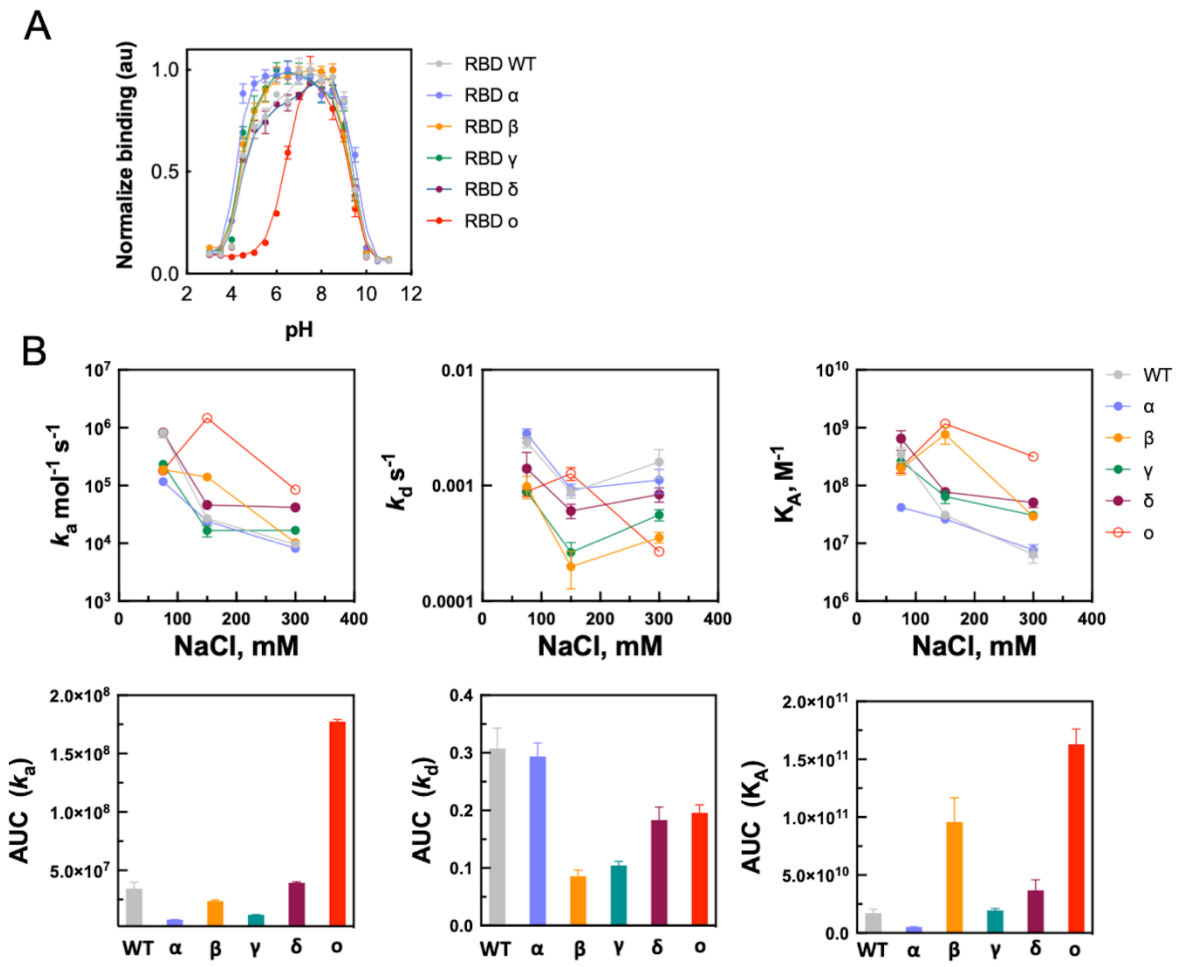 A
Normalize binding (au)
1.0
0.5
0.0
2 4 6 8 10 12
pH
RBD WT
RBD α
RBD β
RBD γ
RBD δ
RBD o
B
kₐ mol⁻¹ s⁻¹
10⁷
10⁶
10⁵
10⁴
10³
0 100 200 300 400
NaCl, mM
k_d s⁻¹
0.01
0.001
0.0001
0 100 200 300 400
NaCl, mM
K_A, M⁻¹
10¹⁰
10⁹
10⁸
10⁷
10⁶
0 100 200 300 400
NaCl, mM
WT
α
β
γ
δ
o
AUC (kₐ)
2.0×10⁸
1.5×10⁸
1.0×10⁸
5.0×10⁷
WT α β γ δ o
AUC (k_d)
0.4
0.3
0.2
0.1
0.0
WT α β γ δ o
AUC (K_A)
2.0×10¹¹
1.5×10¹¹
1.0×10¹¹
5.0×10¹⁰
0.0
WT α β γ δ o